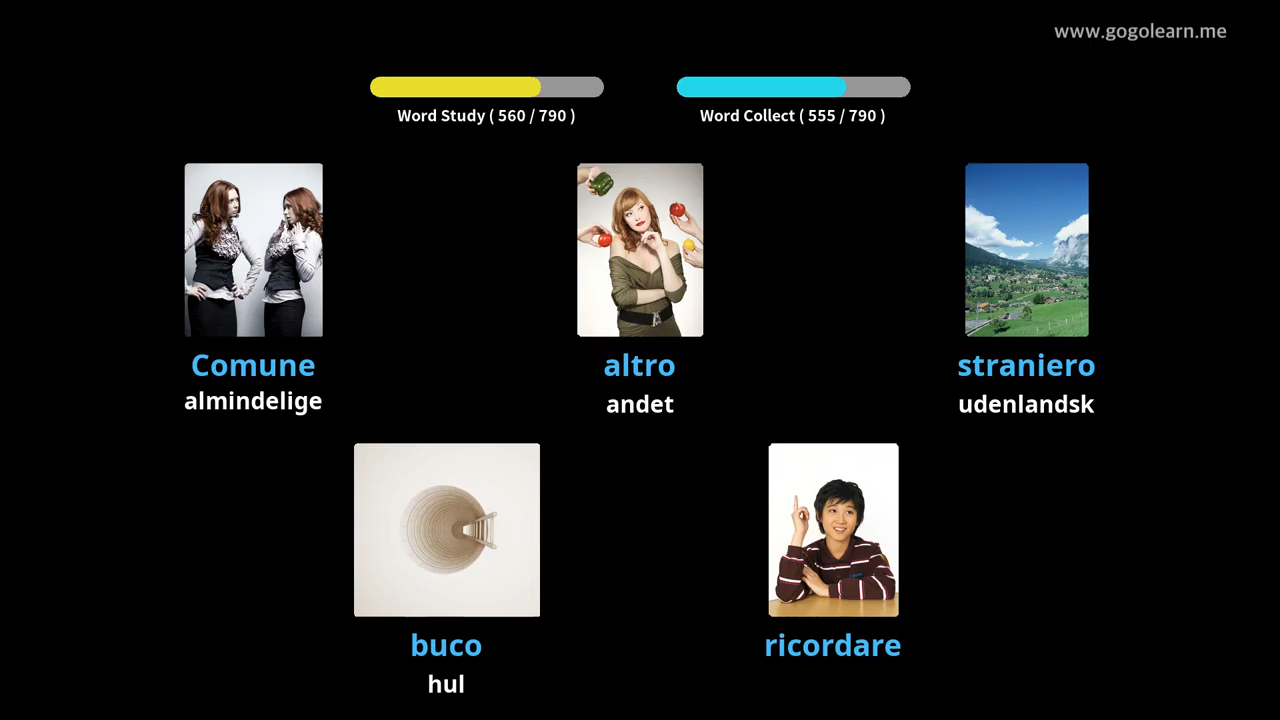 www.gogolearn.me
Word Study ( 560 / 790 )
Word Collect ( 555 / 790 )
Comune
almindelige
altro
andet
straniero
udenlandsk
buco
hul
ricordare